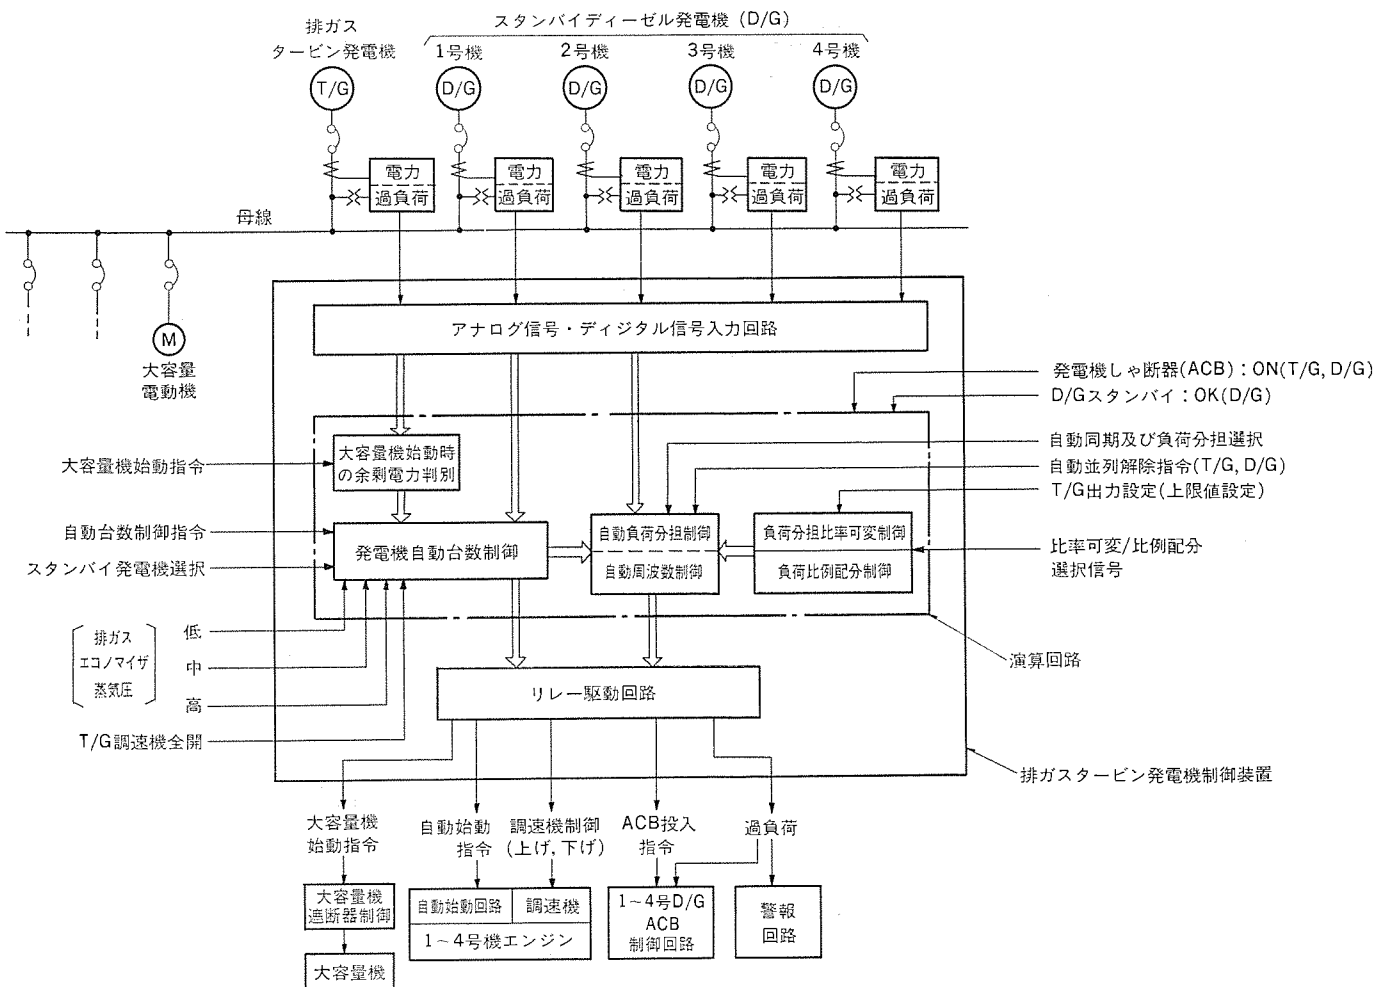 排ガス
タービン発電機
スタンバイディーゼル発電機(D/G)
1号機
2号機
3号機
4号機
T/G
D/G
D/G
D/G
D/G
電力
過負荷
電力
過負荷
電力
過負荷
電力
過負荷
電力
過負荷
母線
M
大容量
電動機
アナログ信号・ディジタル信号入力回路
発電機しゃ断器(ACB):ON(T/G, D/G)
D/Gスタンバイ:OK(D/G)
自動同期及び負荷分担選択
自動並列解除指令(T/G, D/G)
T/G出力設定(上限値設定)
比率可変/比例配分
選択信号
大容量機始動指令
大容量機始動時
の余剰電力判別
自動台数制御指令
スタンバイ発電機選択
発電機自動台数制御
自動負荷分担制御
自動周波数制御
負荷分担比率可変制御
負荷比例配分制御
排ガス
エコノマイザ
蒸気圧
低
中
高
T/G調速機全開
演算回路
リレー駆動回路
排ガスタービン発電機制御装置
大容量機
始動指令
自動始動
指令
調速機制御
(上げ,下げ)
ACB投入
指令
過負荷
大容量機
遮断器制御
大容量機
自動始動回路
調速機
1~4号機エンジン
1~4号D/G
ACB
制御回路
警報
回路